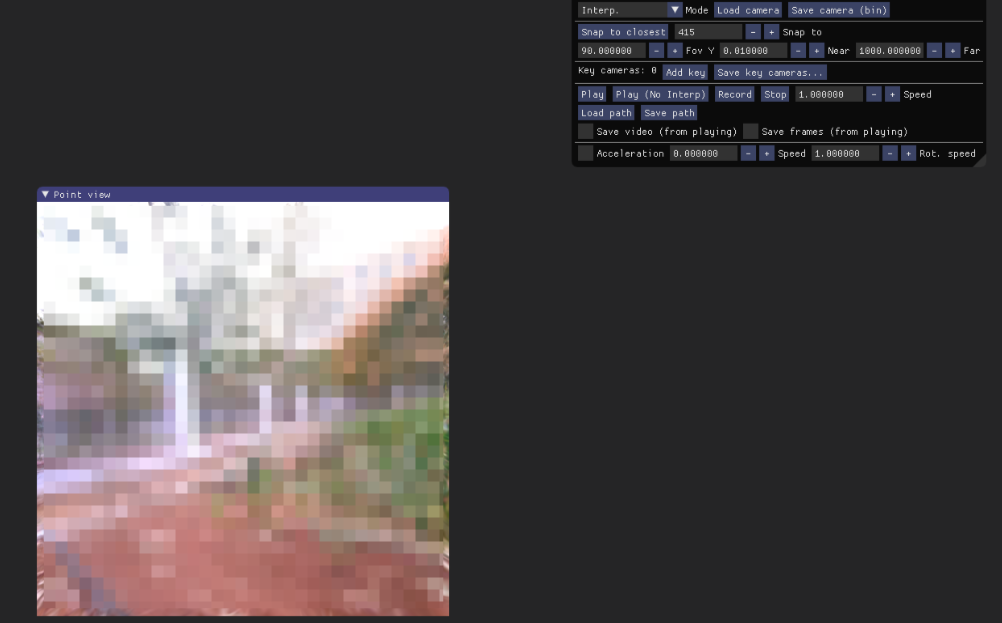 Interp. Mode Load camera Save camera (bin)
Snap to closest 415 - + Snap to
90.000000 - + Fov Y 0.010000 - + Near 1000.000000 - + Far
Key cameras: 0 Add key Save key cameras...
Play Play (No Interp) Record Stop 1.000000 - + Speed
Load path Save path
Save video (from playing) Save frames (from playing)
Acceleration 0.000000 - + Speed 1.000000 - + Rot. speed
Point view